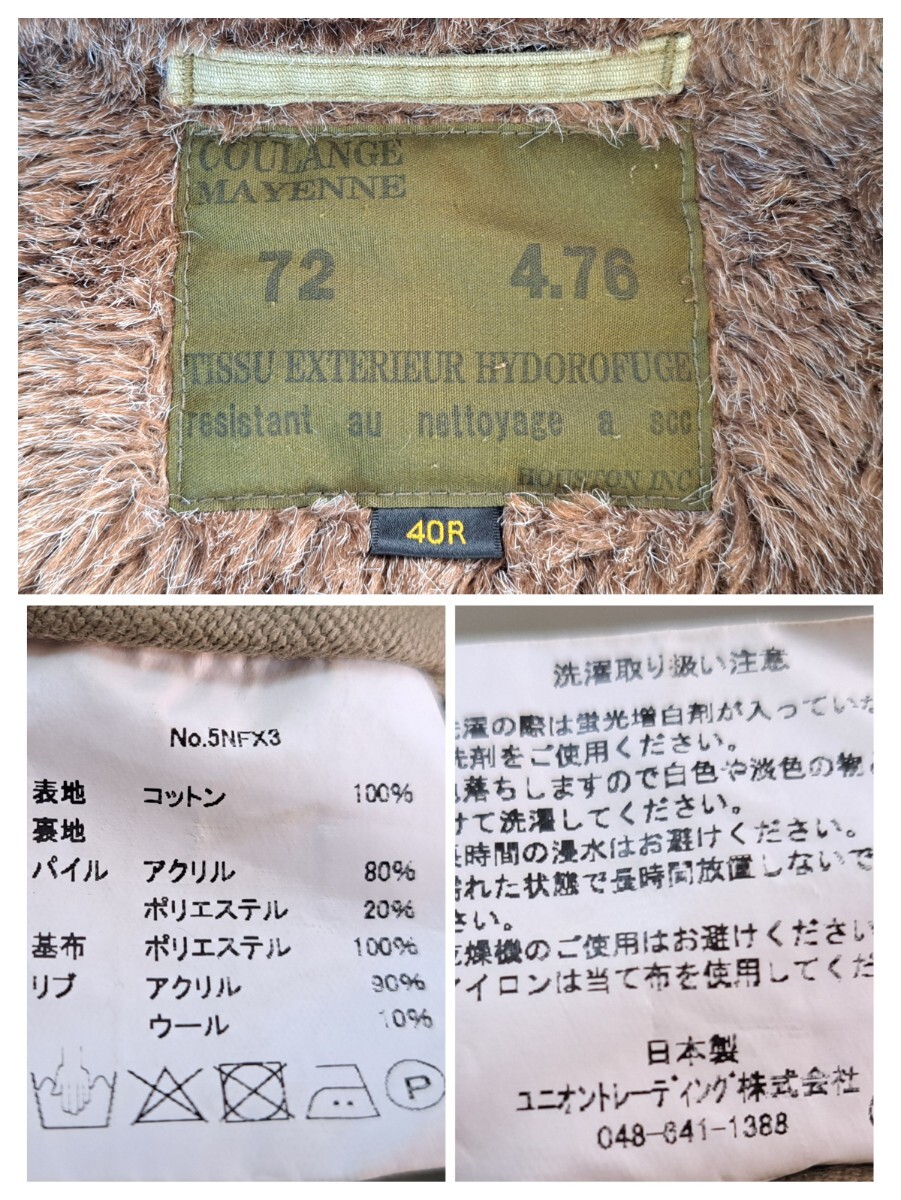 COULANGE
MAYENNE
72 4.76
TISSU EXTERIEUR HYDOROFUGE
resistant au nettoyage a scc
HOUSTON INC
40R
No.5NFX3
表地 コットン 100%
裏地
パイル アクリル 80%
ポリエステル 20%
基布 ポリエステル 100%
リブ アクリル 90%
ウール 10%
P
洗濯取り扱い注意
濯の際は蛍光増白剤が入っていな
洗剤をご使用ください。
落ちしますので白色や淡色の物
けて洗濯してください。
長時間の浸水はお避けください。
濡れた状態で長時間放置しないで
さい。
乾燥機のご使用はお避けください
アイロンは当て布を使用してくだ
日本製
ユニオントレーディング株式会社
048-641-1388